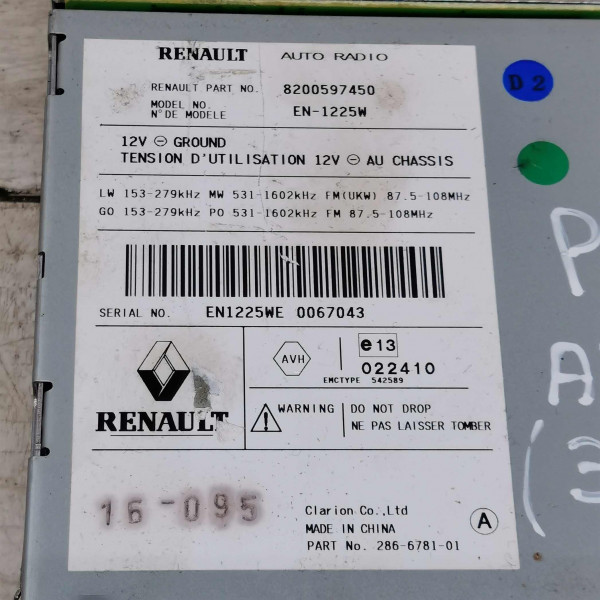 RENAULT AUTO RADIO
RENAULT PART NO. 8200597450
MODEL NO.
N°DE MODELE EN-1225W
12V ⊖ GROUND
TENSION D'UTILISATION 12V ⊖ AU CHASSIS
LW 153-279kHz MW 531-1602kHz FM(UKW) 87.5-108MHz
GO 153-279kHz PO 531-1602kHz FM 87.5-108MHz
SERIAL NO. EN1225WE 0067043
AVH
e13
022410
EMCTYPE 542589
RENAULT
WARNING
DO NOT DROP
NE PAS LAISSER TOMBER
16-095
Clarion Co.,Ltd
MADE IN CHINA
PART No. 286-6781-01
A
D2
P
A
(3